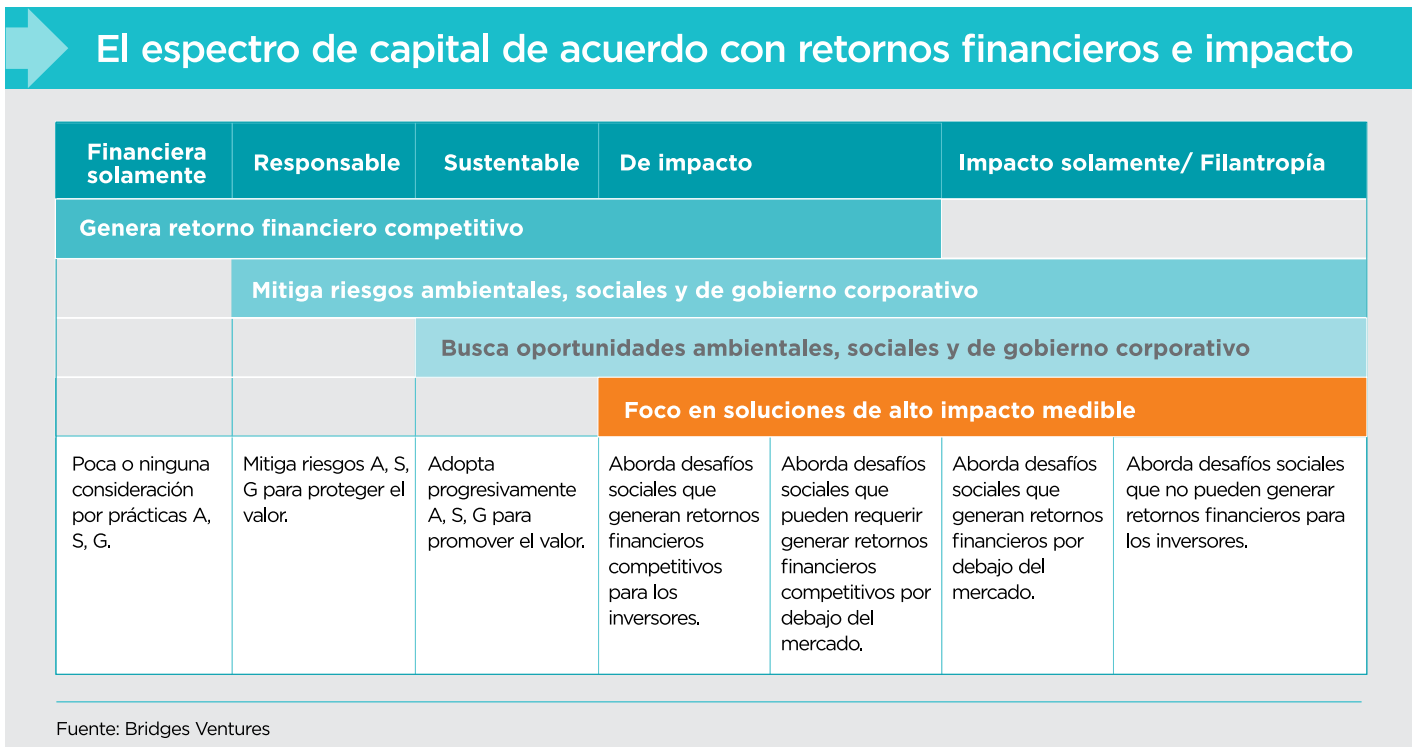 El espectro de capital de acuerdo con retornos financieros e impacto
Financiera
solamente
Responsable
Sustentable
De impacto
Impacto solamente/ Filantropía
Genera retorno financiero competitivo
Mitiga riesgos ambientales, sociales y de gobierno corporativo
Busca oportunidades ambientales, sociales y de gobierno corporativo
Foco en soluciones de alto impacto medible
Poca o ninguna
consideración
por prácticas A,
S, G.
Mitiga riesgos A, S,
G para proteger el
valor.
Adopta
progresivamente
A, S, G para
promover el valor.
Aborda desafíos
sociales que
generan retornos
financieros
competitivos
para los
inversores.
Aborda desafíos
sociales que
pueden requerir
generar retornos
financieros
competitivos por
debajo del
mercado.
Aborda desafíos
sociales que
generan retornos
financieros por
debajo del
mercado.
Aborda desafíos sociales
que no pueden generar
retornos financieros para
los inversores.
Fuente: Bridges Ventures